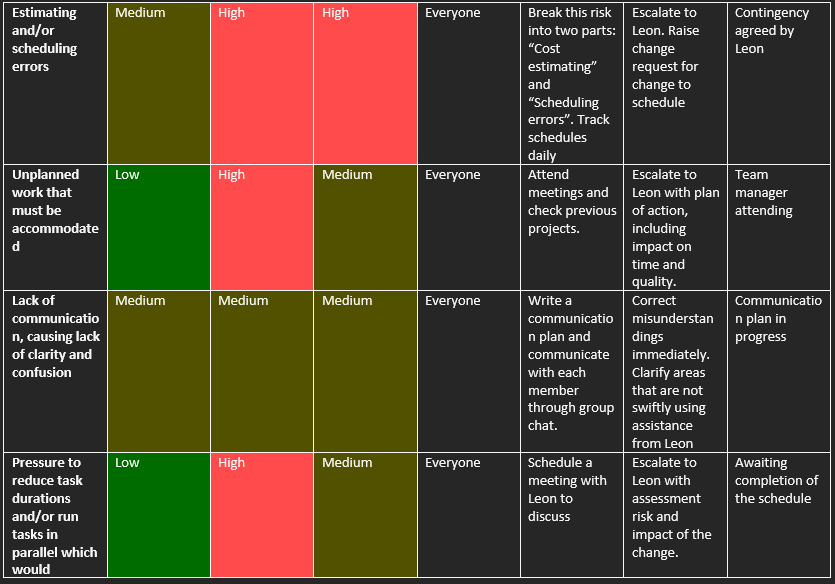 Estimating
and/or
scheduling
errors
Medium
High
High
Everyone
Break this risk
into two parts:
“Cost
estimating”
and
“Scheduling
errors”. Track
schedules
daily
Escalate to
Leon. Raise
change
request for
change to
schedule
Contingency
agreed by
Leon
Unplanned
work that
must be
accommodate
d
Low
High
Medium
Everyone
Attend
meetings and
check previous
projects.
Escalate to
Leon with plan
of action,
including
impact on
time and
quality.
Team
manager
attending
Lack of
communicatio
n, causing lack
of clarity and
confusion
Medium
Medium
Medium
Everyone
Write a
communicatio
n plan and
communicate
with each
member
through group
chat.
Correct
misunderstan
dings
immediately.
Clarify areas
that are not
swiftly using
assistance
from Leon
Communicatio
n plan in
progress
Pressure to
reduce task
durations
and/or run
tasks in
parallel which
would
Low
High
Medium
Everyone
Schedule a
meeting with
Leon to
discuss
Escalate to
Leon with
assessment
risk and
impact of the
change.
Awaiting
completion of
the schedule